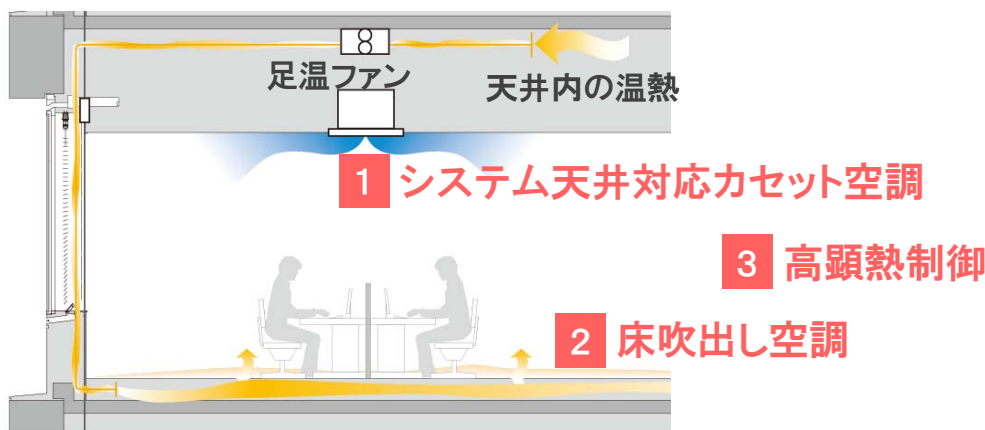 足温ファン
天井内の温熱
1 システム天井対応カセット空調
3 高顕熱制御
2 床吹出し空調